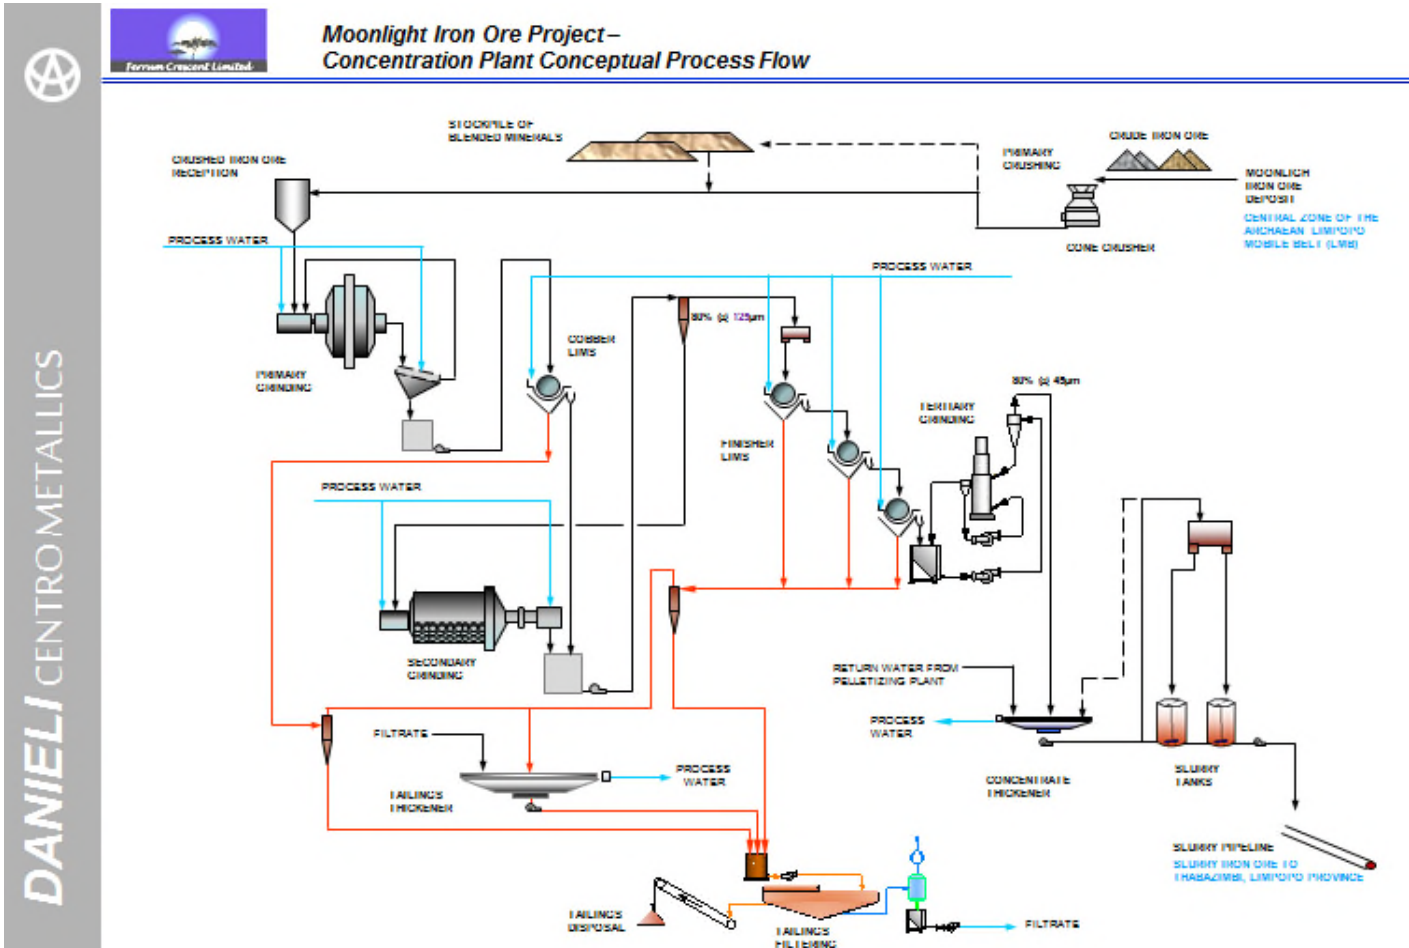 Moonlight Iron Ore Project –
Concentration Plant Conceptual Process Flow
Ferrum Crescent Limited
DANIELI CENTRO METALLICS
STOCKPILE OF
BLENDED MINERALS
CRUDE IRON ORE
PRIMARY
CRUSHING
CRUSHED IRON ORE
RECEPTION
MOONLIGH
IRON ORE
DEPOSIT
CENTRAL ZONE OF THE
ARCHAEAN LIMPOPO
MOBILE BELT (LMB)
CONE CRUSHER
PROCESS WATER
PROCESS WATER
80% @ 125µm
COBBER
LIMS
PRIMARY
GRINDING
80% @ 45µm
TERTIARY
GRINDING
FINISHER
LIMS
PROCESS WATER
SECONDARY
GRINDING
RETURN WATER FROM
PELLETIZING PLANT
PROCESS
WATER
FILTRATE
PROCESS
WATER
TAILINGS
THICKENER
CONCENTRATE
THICKENER
SLURRY
TANKS
SLURRY PIPELINE
SLURRY IRON ORE TO
THABAZIMBI, LIMPOPO PROVINCE
TAILINGS
DISPOSAL
TAILINGS
FILTERING
FILTRATE